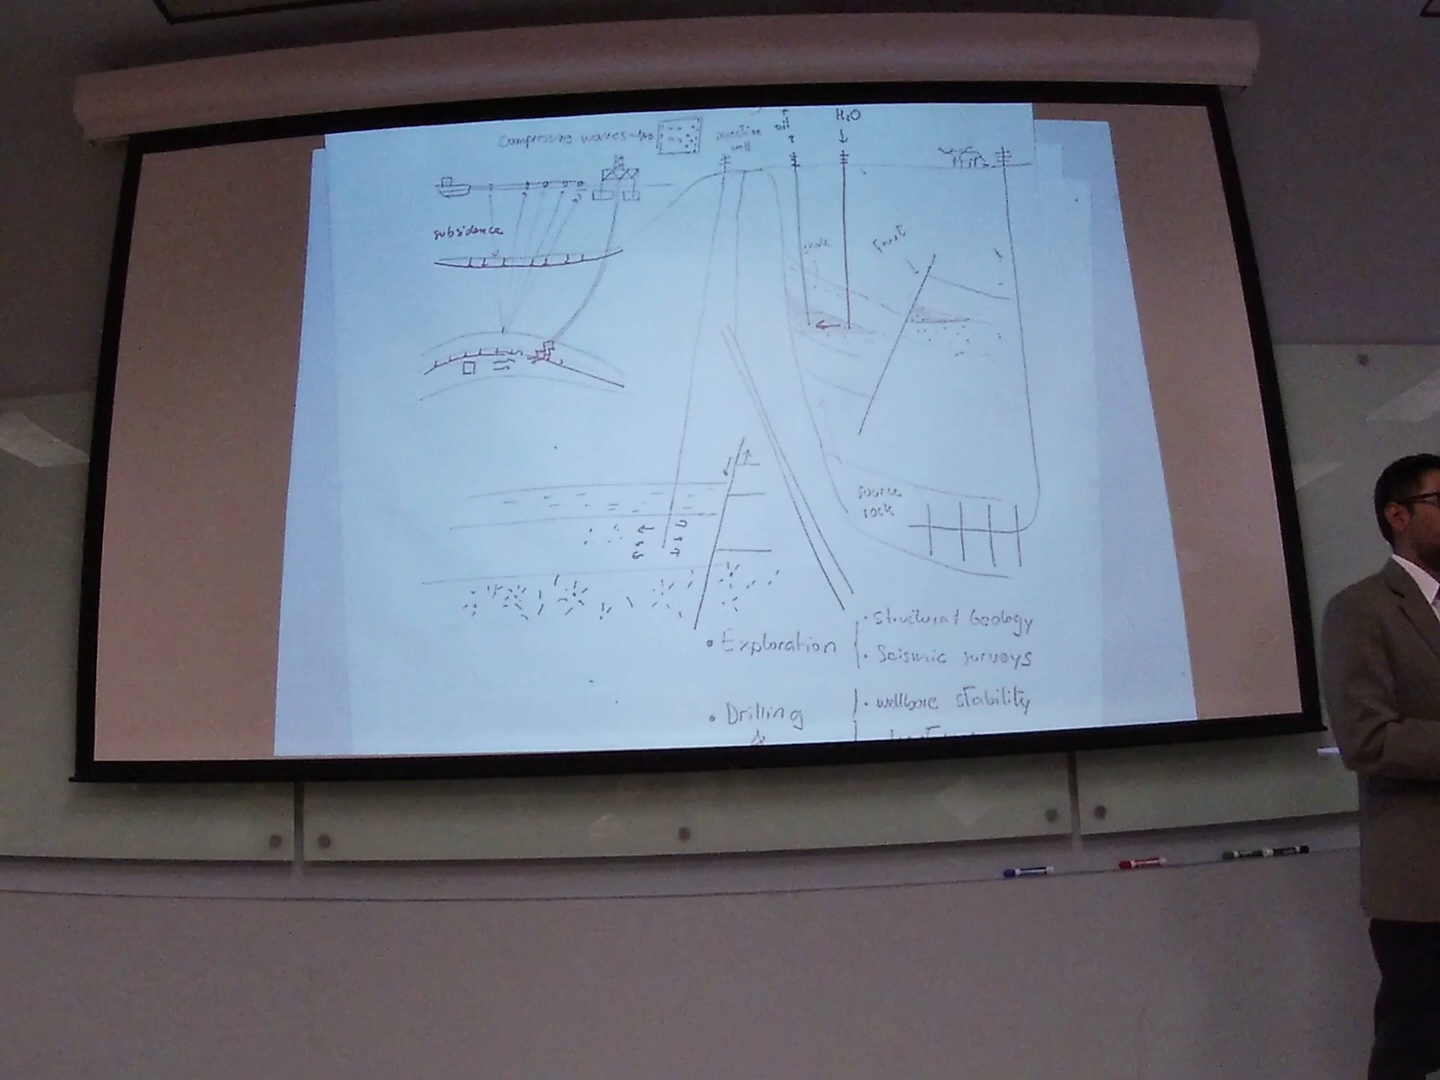 compressing waves
injection
well
oil
H2O
subsidence
fault
source
rock
• Exploration
• structural Geology
• Seismic surveys
• Drilling
&
• wellbore stability